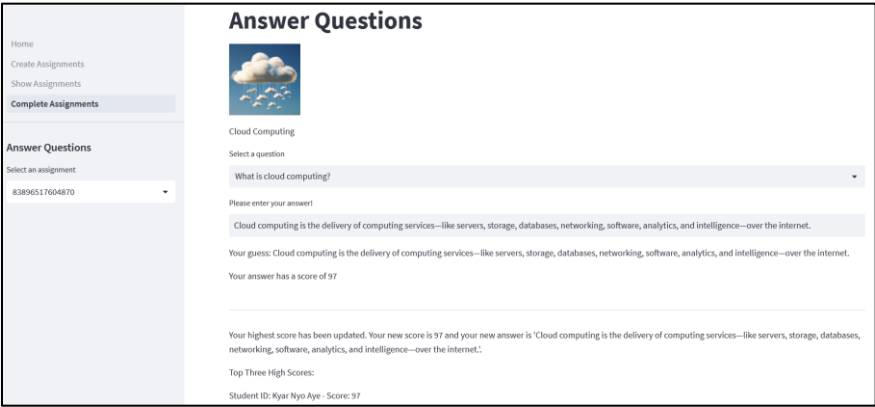 Home
Create Assignments
Show Assignments
Complete Assignments
Answer Questions
Select an assignment
83896517604870
Answer Questions
Cloud Computing
Select a question
What is cloud computing?
Please enter your answer!
Cloud computing is the delivery of computing services—like servers, storage, databases, networking, software, analytics, and intelligence—over the internet.
Your guess: Cloud computing is the delivery of computing services—like servers, storage, databases, networking, software, analytics, and intelligence—over the internet.
Your answer has a score of 97
Your highest score has been updated. Your new score is 97 and your new answer is 'Cloud computing is the delivery of computing services—like servers, storage, databases,
networking, software, analytics, and intelligence—over the internet.'.
Top Three High Scores:
Student ID: Kyar Nyo Aye - Score: 97